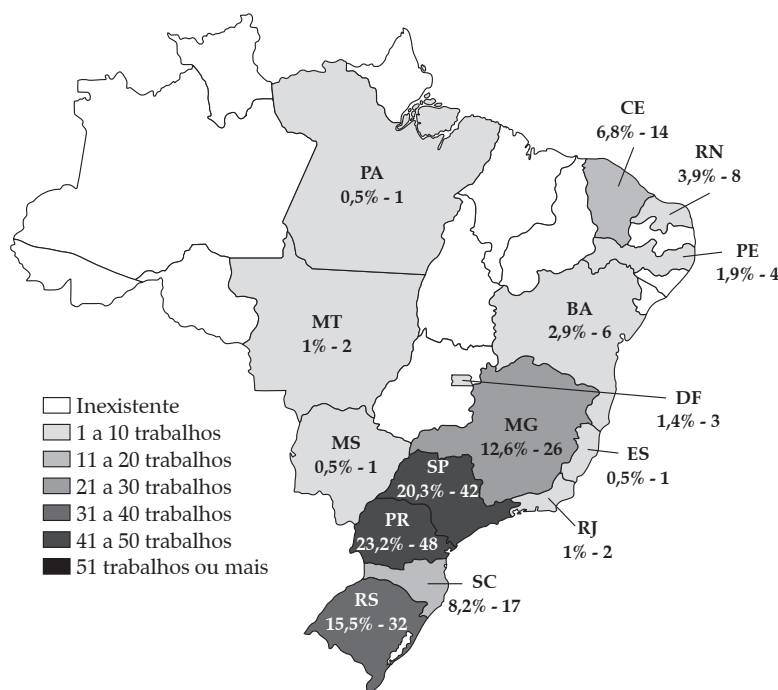 CE
6,8% - 14
RN
3,9% - 8
PA
0,5% - 1
PE
1,9% - 4
BA
2,9% - 6
MT
1% - 2
DF
1,4% - 3
MG
12,6% - 26
MS
0,5% - 1
ES
0,5% - 1
SP
20,3% - 42
PR
23,2% - 48
RJ
1% - 2
SC
8,2% - 17
RS
15,5% - 32
Inexistente
1 a 10 trabalhos
11 a 20 trabalhos
21 a 30 trabalhos
31 a 40 trabalhos
41 a 50 trabalhos
51 trabalhos ou mais